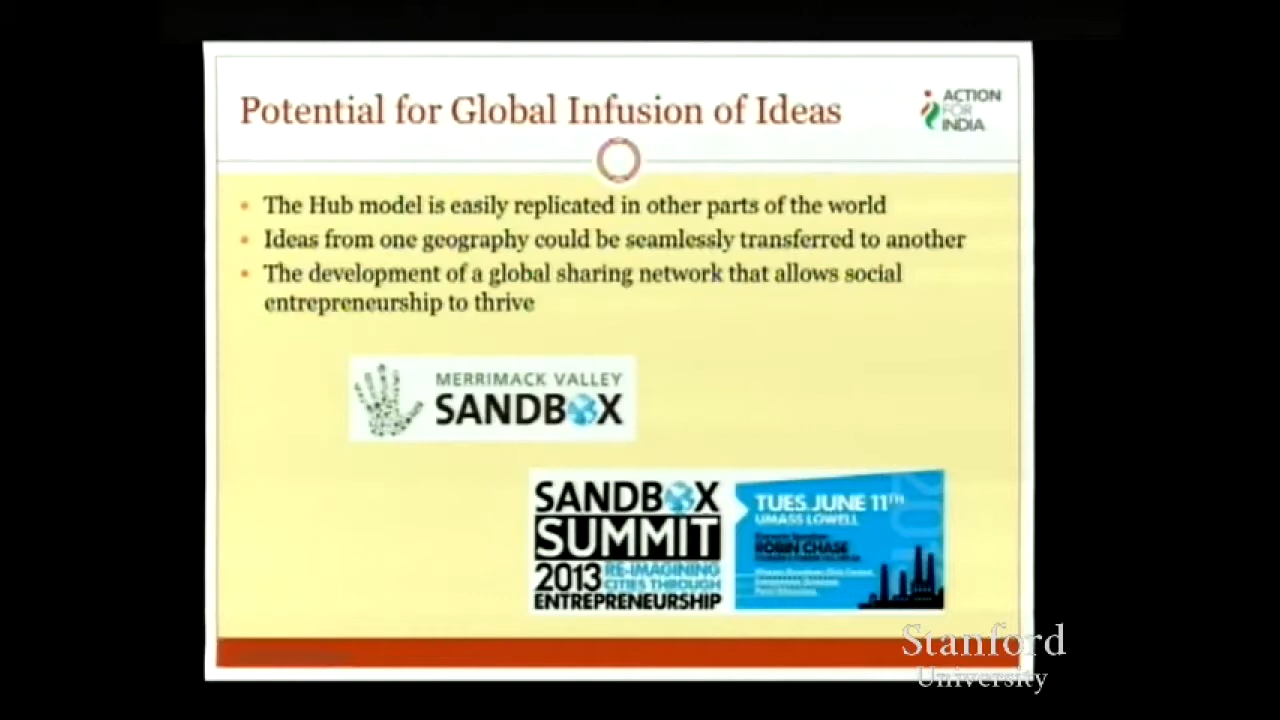 Potential for Global Infusion of Ideas
ACTION
FOR
INDIA
• The Hub model is easily replicated in other parts of the world
• Ideas from one geography could be seamlessly transferred to another
• The development of a global sharing network that allows social
entrepreneurship to thrive
MERRIMACK VALLEY
SANDBOX
SANDBOX
SUMMIT
2013 RE-IMAGINING
CITIES THROUGH
ENTREPRENEURSHIP
TUES JUNE 11TH
UMASS LOWELL
ROBIN CHASE
Stanford
University